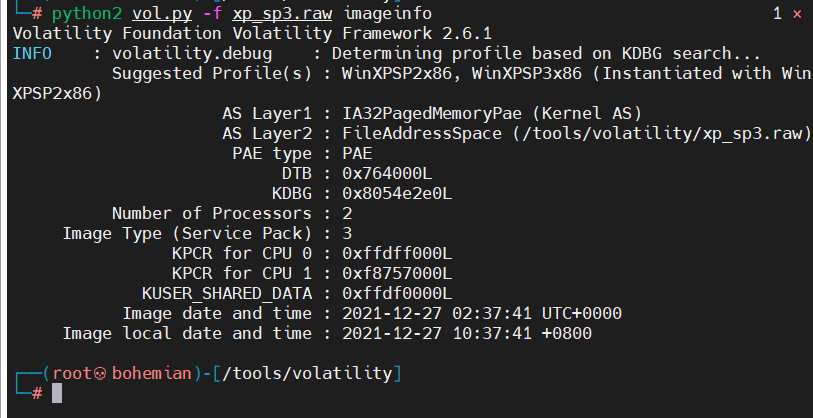 └─# python2 vol.py -f xp_sp3.raw imageinfo 1 ⨯
Volatility Foundation Volatility Framework 2.6.1
INFO    : volatility.debug    : Determining profile based on KDBG search...
          Suggested Profile(s) : WinXPSP2x86, WinXPSP3x86 (Instantiated with Win
XPSP2x86)
                     AS Layer1 : IA32PagedMemoryPae (Kernel AS)
                     AS Layer2 : FileAddressSpace (/tools/volatility/xp_sp3.raw)
                      PAE type : PAE
                           DTB : 0x764000L
                          KDBG : 0x8054e2e0L
          Number of Processors : 2
     Image Type (Service Pack) : 3
                KPCR for CPU 0 : 0xffdff000L
                KPCR for CPU 1 : 0xf8757000L
             KUSER_SHARED_DATA : 0xffdf0000L
           Image date and time : 2021-12-27 02:37:41 UTC+0000
     Image local date and time : 2021-12-27 10:37:41 +0800
┌──(root💀bohemian)-[/tools/volatility]
└─#